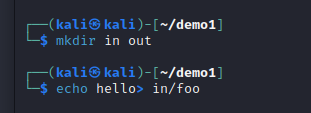 ┌──(kali㉿kali)-[~/demo1]
└─$ mkdir in out
┌──(kali㉿kali)-[~/demo1]
└─$ echo hello> in/foo